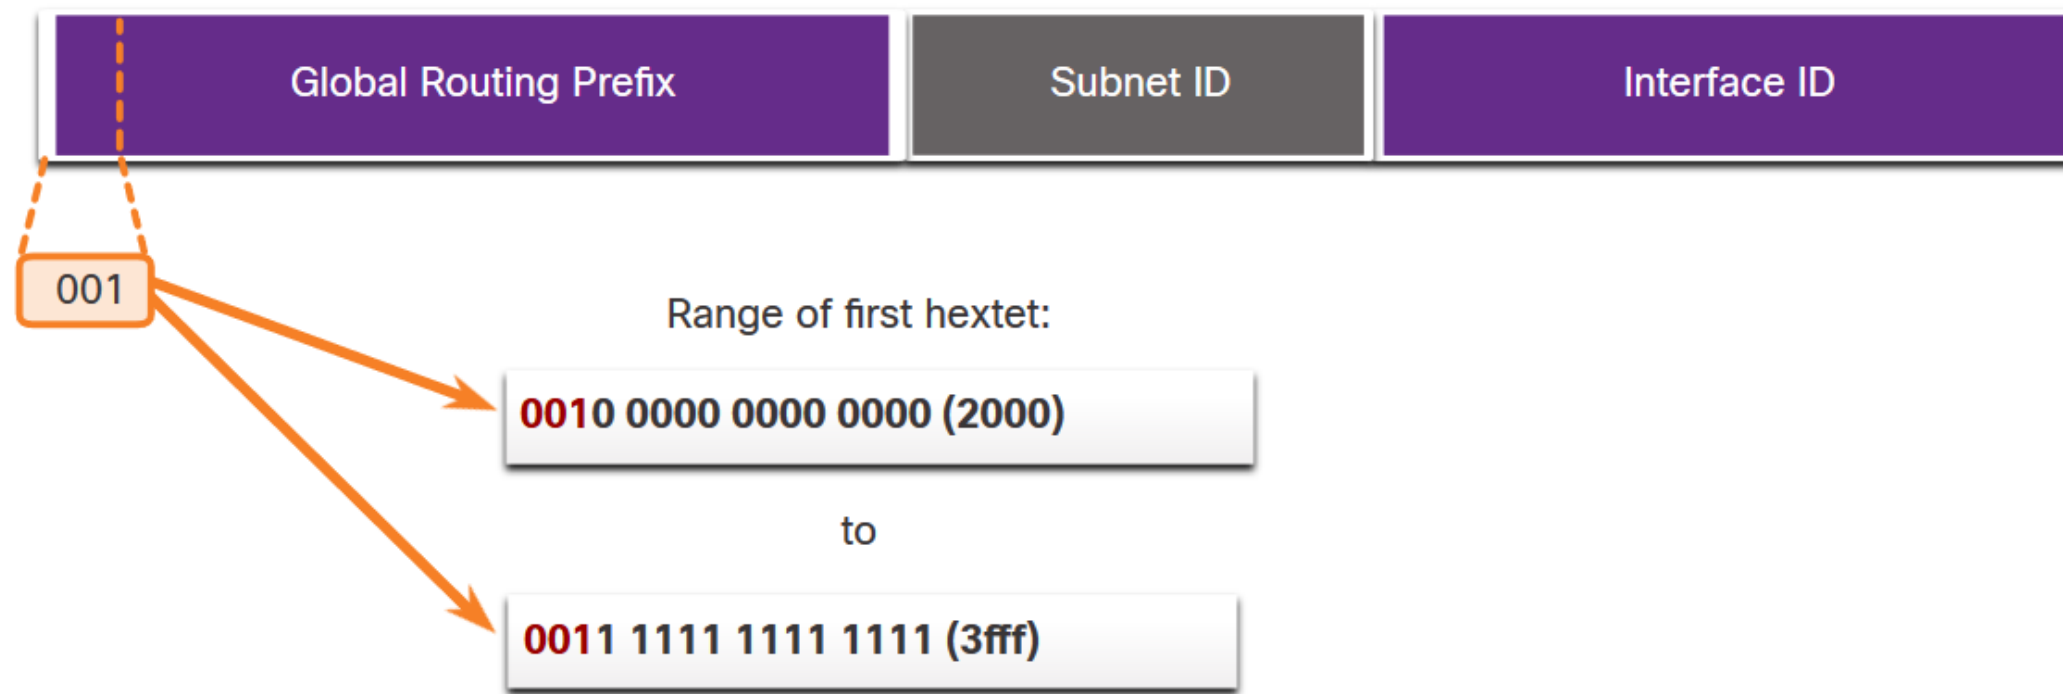 Global Routing Prefix
Subnet ID
Interface ID
001
Range of first hextet:
0010 0000 0000 0000 (2000)
to
0011 1111 1111 1111 (3fff)